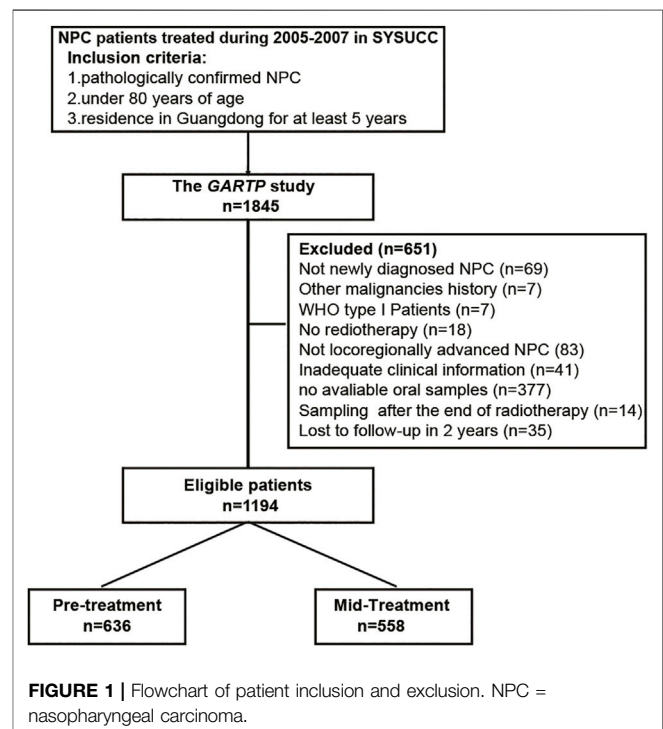 NPC patients treated during 2005-2007 in SYSUCC
Inclusion criteria:
1.pathologically confirmed NPC
2.under 80 years of age
3.residence in Guangdong for at least 5 years
The GARTP study
n=1845
Excluded (n=651)
Not newly diagnosed NPC (n=69)
Other malignancies history (n=7)
WHO type I Patients (n=7)
No rediotherapy (n=18)
Not locoregionally advanced NPC (83)
Inadequate clinical information (n=41)
no avaliable oral samples (n=377)
Sampling after the end of radiotherapy (n=14)
Lost to follow-up in 2 years (n=35)
Eligible patients
n=1194
Pre-treatment
n=636
Mid-Treatment
n=558
FIGURE 1 | Flowchart of patient inclusion and exclusion. NPC =
nasopharyngeal carcinoma.